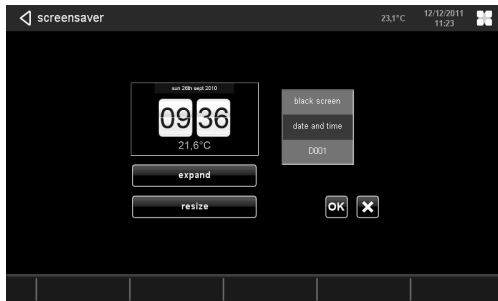 screensaver
23,1°C
12/12/2011
11:23
sun 26th sept 2010
09 36
21,6°C
black screen
date and time
D001
expand
resize
OK